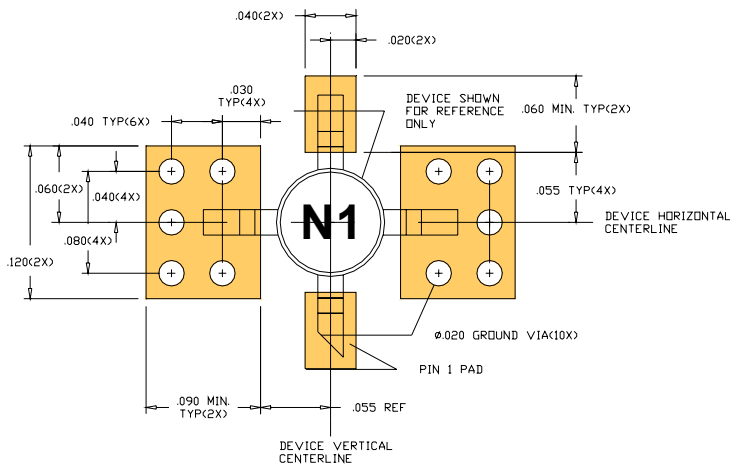 .040(2X)
.020(2X)
.030
TYP(4X)
.040 TYP(6X)
DEVICE SHOWN
FOR REFERENCE
ONLY
.060 MIN. TYP(2X)
.060(2X)
.040(4X)
.055 TYP(4X)
N1
DEVICE HORIZONTAL
CENTERLINE
.080(4X)
.120(2X)
ø.020 GROUND VIA(10X)
PIN 1 PAD
.090 MIN.
TYP(2X)
.055 REF
DEVICE VERTICAL
CENTERLINE